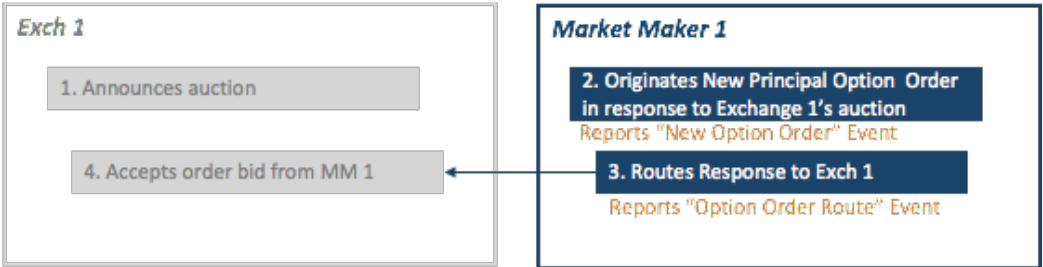 Exch 1
1. Announces auction
4. Accepts order bid from MM 1
Market Maker 1
2. Originates New Principal Option Order
in response to Exchange 1's auction
Reports "New Option Order" Event
3. Routes Response to Exch 1
Reports "Option Order Route" Event